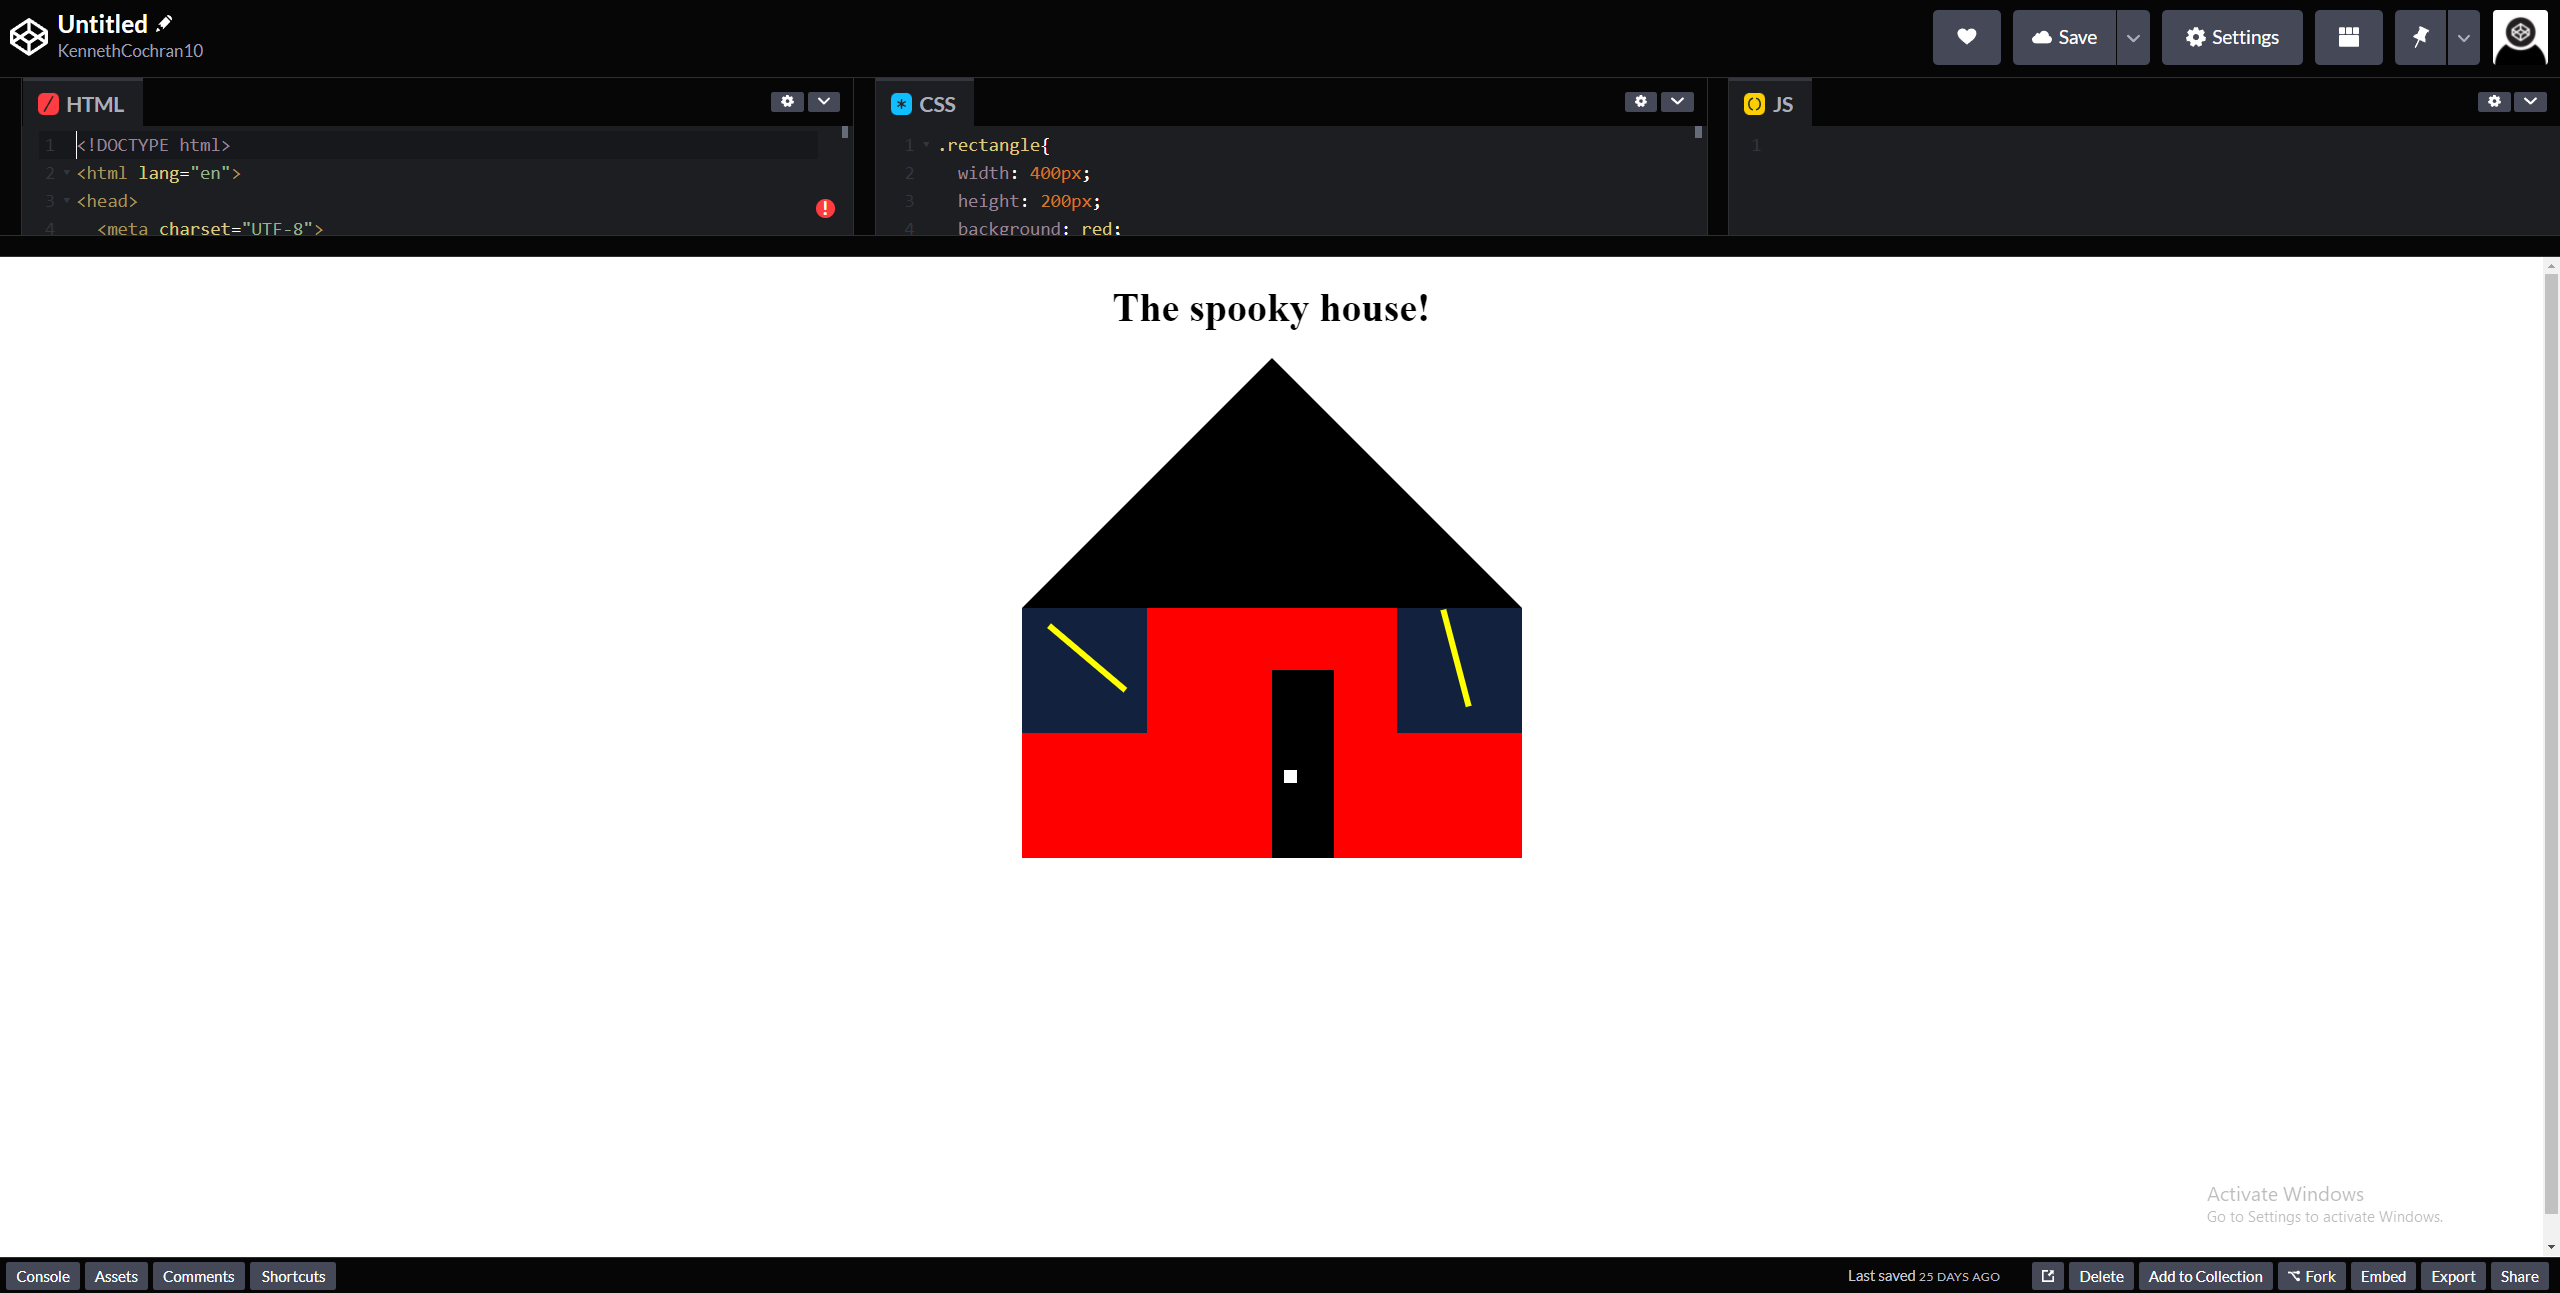 Untitled
KennethCochran10
Save
Settings
HTML
CSS
JS
1 <!DOCTYPE html>
2 <html lang="en">
3 <head>
4 <meta charset="UTF-8">
1 .rectangle{
2 width: 400px;
3 height: 200px;
4 background: red;
1
The spooky house!
Activate Windows
Go to Settings to activate Windows.
Console Assets Comments Shortcuts
Last saved 25 DAYS AGO
Delete Add to Collection Fork Embed Export Share